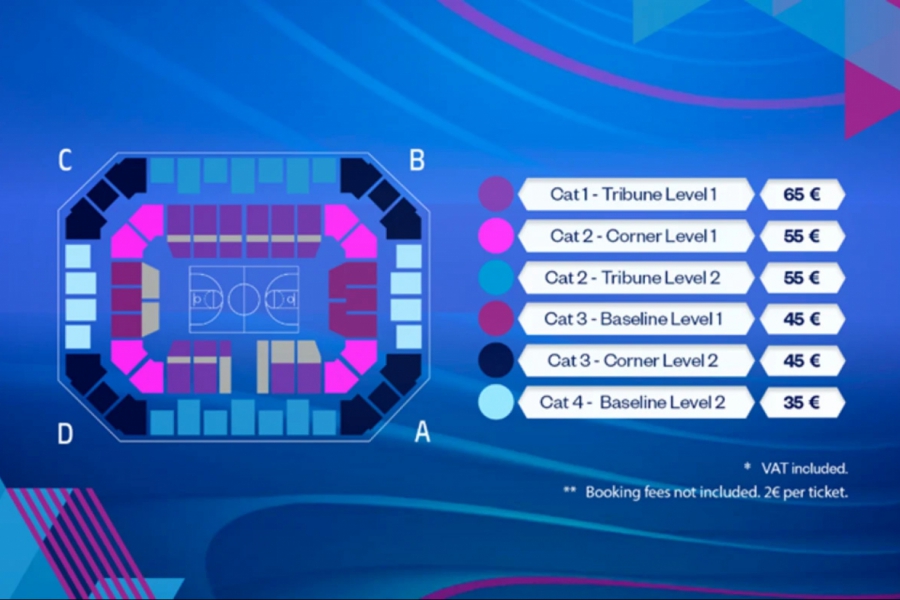 C
B
D
A
Cat 1 - Tribune Level 1 65 €
Cat 2 - Corner Level 1 55 €
Cat 2 - Tribune Level 2 55 €
Cat 3 - Baseline Level 1 45 €
Cat 3 - Corner Level 2 45 €
Cat 4 - Baseline Level 2 35 €
* VAT included.
** Booking fees not included. 2€ per ticket.